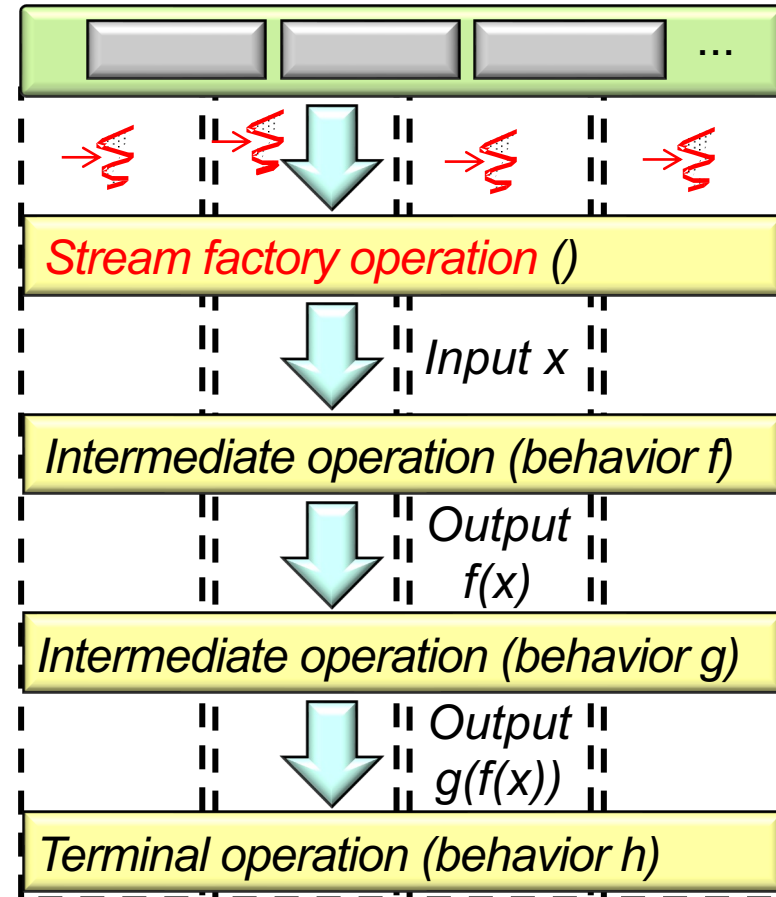 ...
Stream factory operation ()
Input x
Intermediate operation (behavior f)
Output
f(x)
Intermediate operation (behavior g)
Output
g(f(x))
Terminal operation (behavior h)